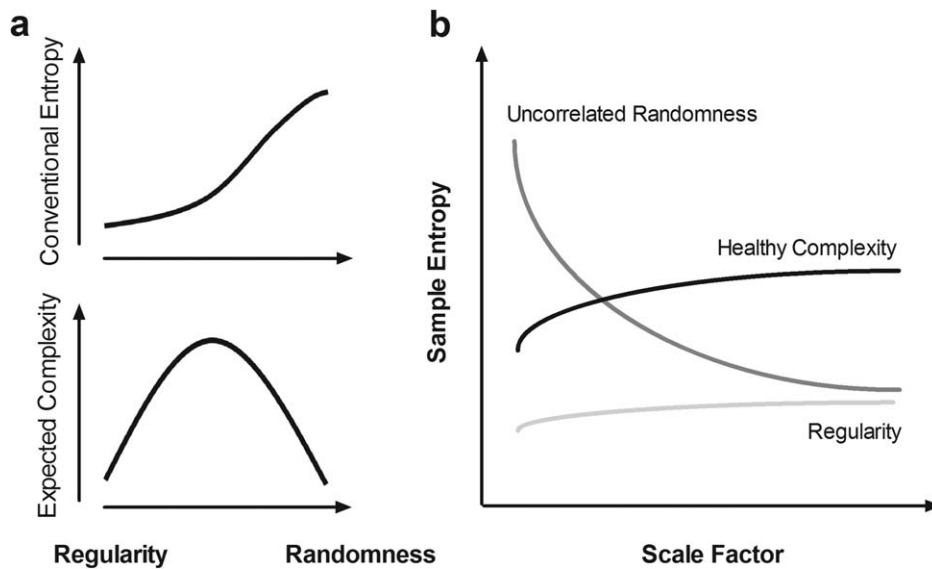 a
Conventional Entropy
Expected Complexity
Regularity
Randomness
b
Uncorrelated Randomness
Healthy Complexity
Regularity
Sample Entropy
Scale Factor